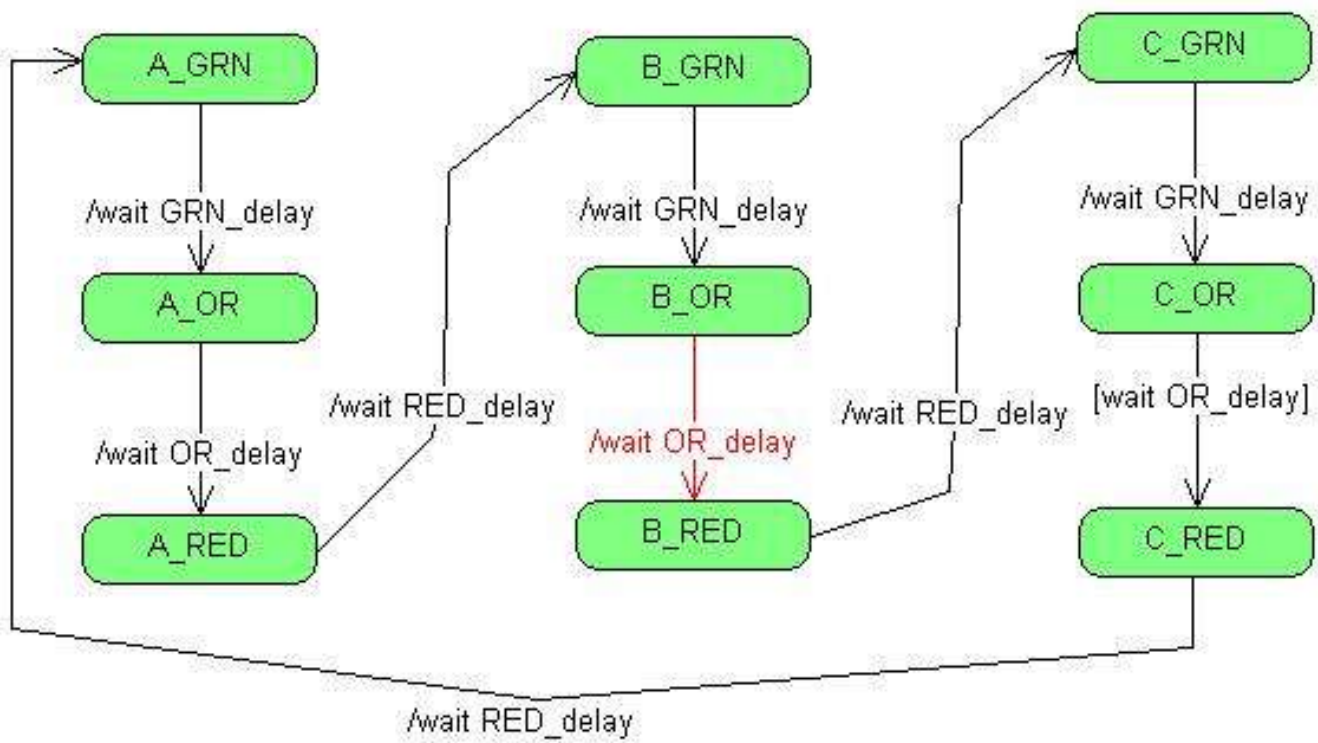 A_GRN
B_GRN
C_GRN
/wait GRN_delay
/wait GRN_delay
/wait GRN_delay
A_OR
B_OR
C_OR
/wait RED_delay
/wait RED_delay
[wait OR_delay]
/wait OR_delay
/wait OR_delay
A_RED
B_RED
C_RED
/wait RED_delay